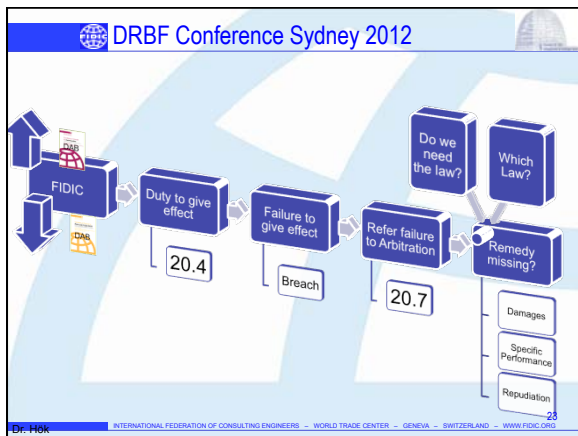 FIDIC
DRBF Conference Sydney 2012
DAB
FIDIC
DAB
Duty to give
effect
20.4
Failure to
give effect
Breach
Refer failure
to Arbitration
20.7
Do we
need
the law?
Which
Law?
Remedy
missing?
Damages
Specific
Performance
Repudiation
23
Dr. Hök
INTERNATIONAL FEDERATION OF CONSULTING ENGINEERS – WORLD TRADE CENTER – GENEVA – SWITZERLAND – WWW.FIDIC.ORG